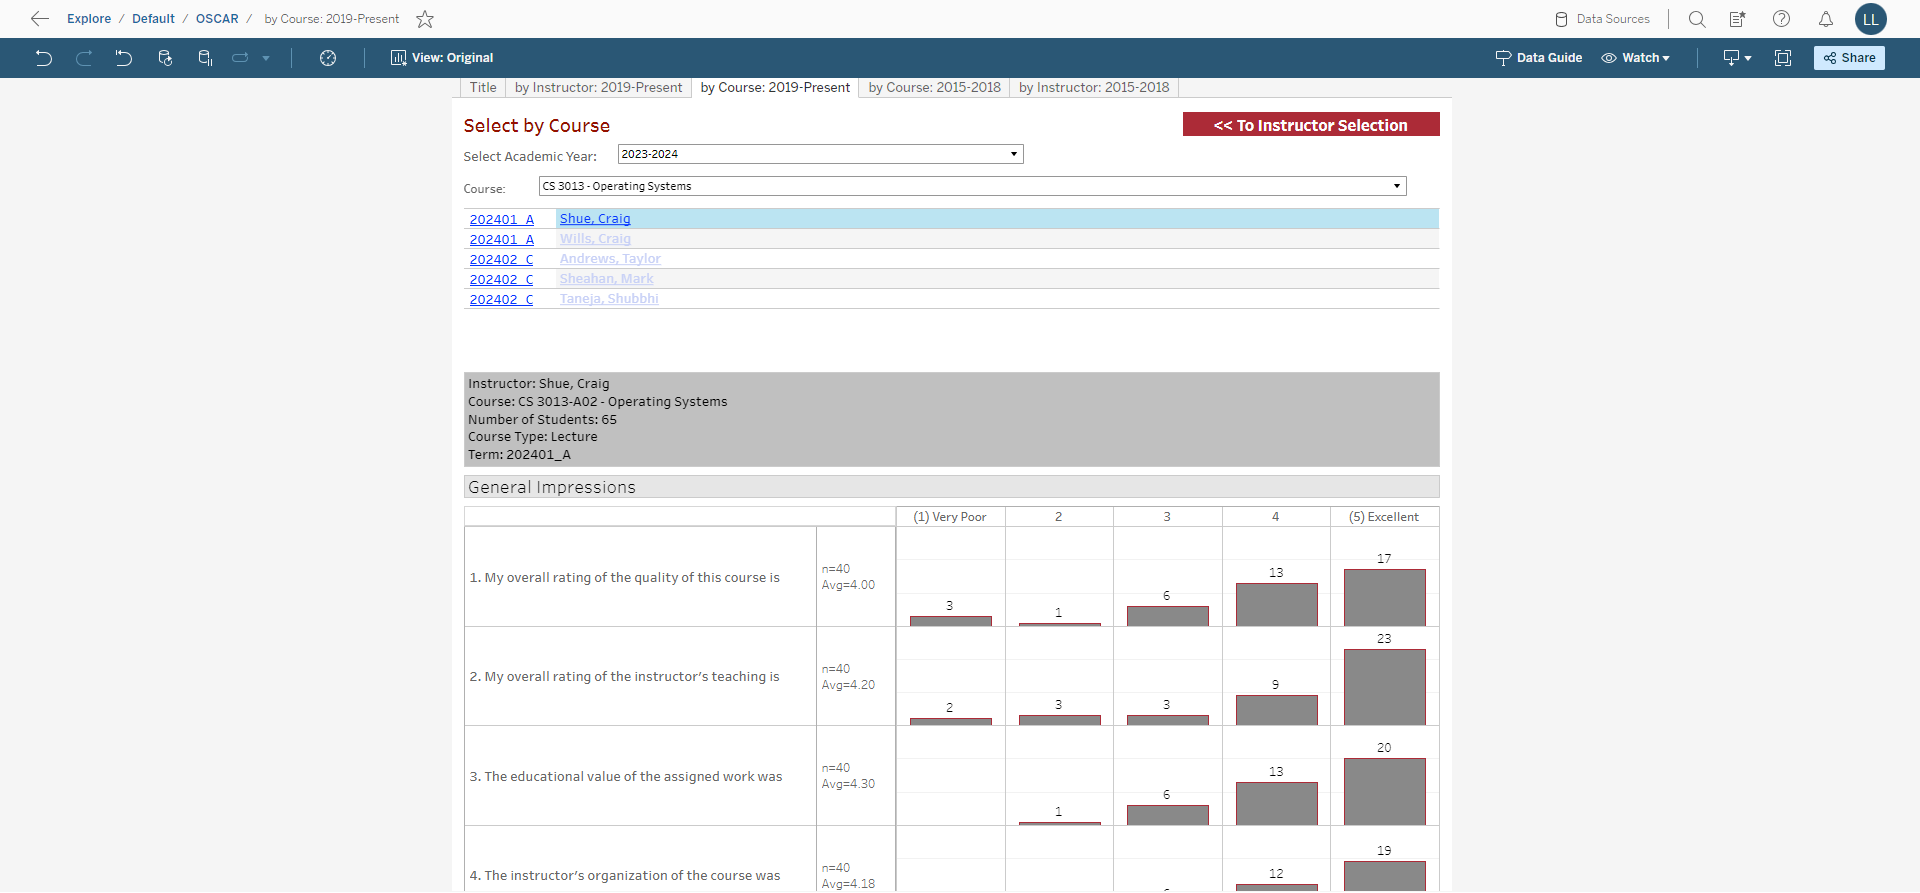 Explore / Default / OSCAR / by Course: 2019-Present
Data Sources
LL
View: Original
Data Guide
Watch
Share
Title
by Instructor: 2019-Present
by Course: 2019-Present
by Course: 2015-2018
by Instructor: 2015-2018
Select by Course
<< To Instructor Selection
Select Academic Year:
2023-2024
Course:
CS 3013 - Operating Systems
202401_A Shue, Craig
202401_A Wills, Craig
202402_C Andrews, Taylor
202402_C Sheahan, Mark
202402_C Taneja, Shubbhi
Instructor: Shue, Craig
Course: CS 3013-A02 - Operating Systems
Number of Students: 65
Course Type: Lecture
Term: 202401_A
General Impressions
(1) Very Poor 2 3 4 (5) Excellent
1. My overall rating of the quality of this course is
n=40
Avg=4.00
3 1 6 13 17
2. My overall rating of the instructor's teaching is
n=40
Avg=4.20
2 3 3 9 23
3. The educational value of the assigned work was
n=40
Avg=4.30
1 6 13 20
4. The instructor's organization of the course was
n=40
Avg=4.18
12 19